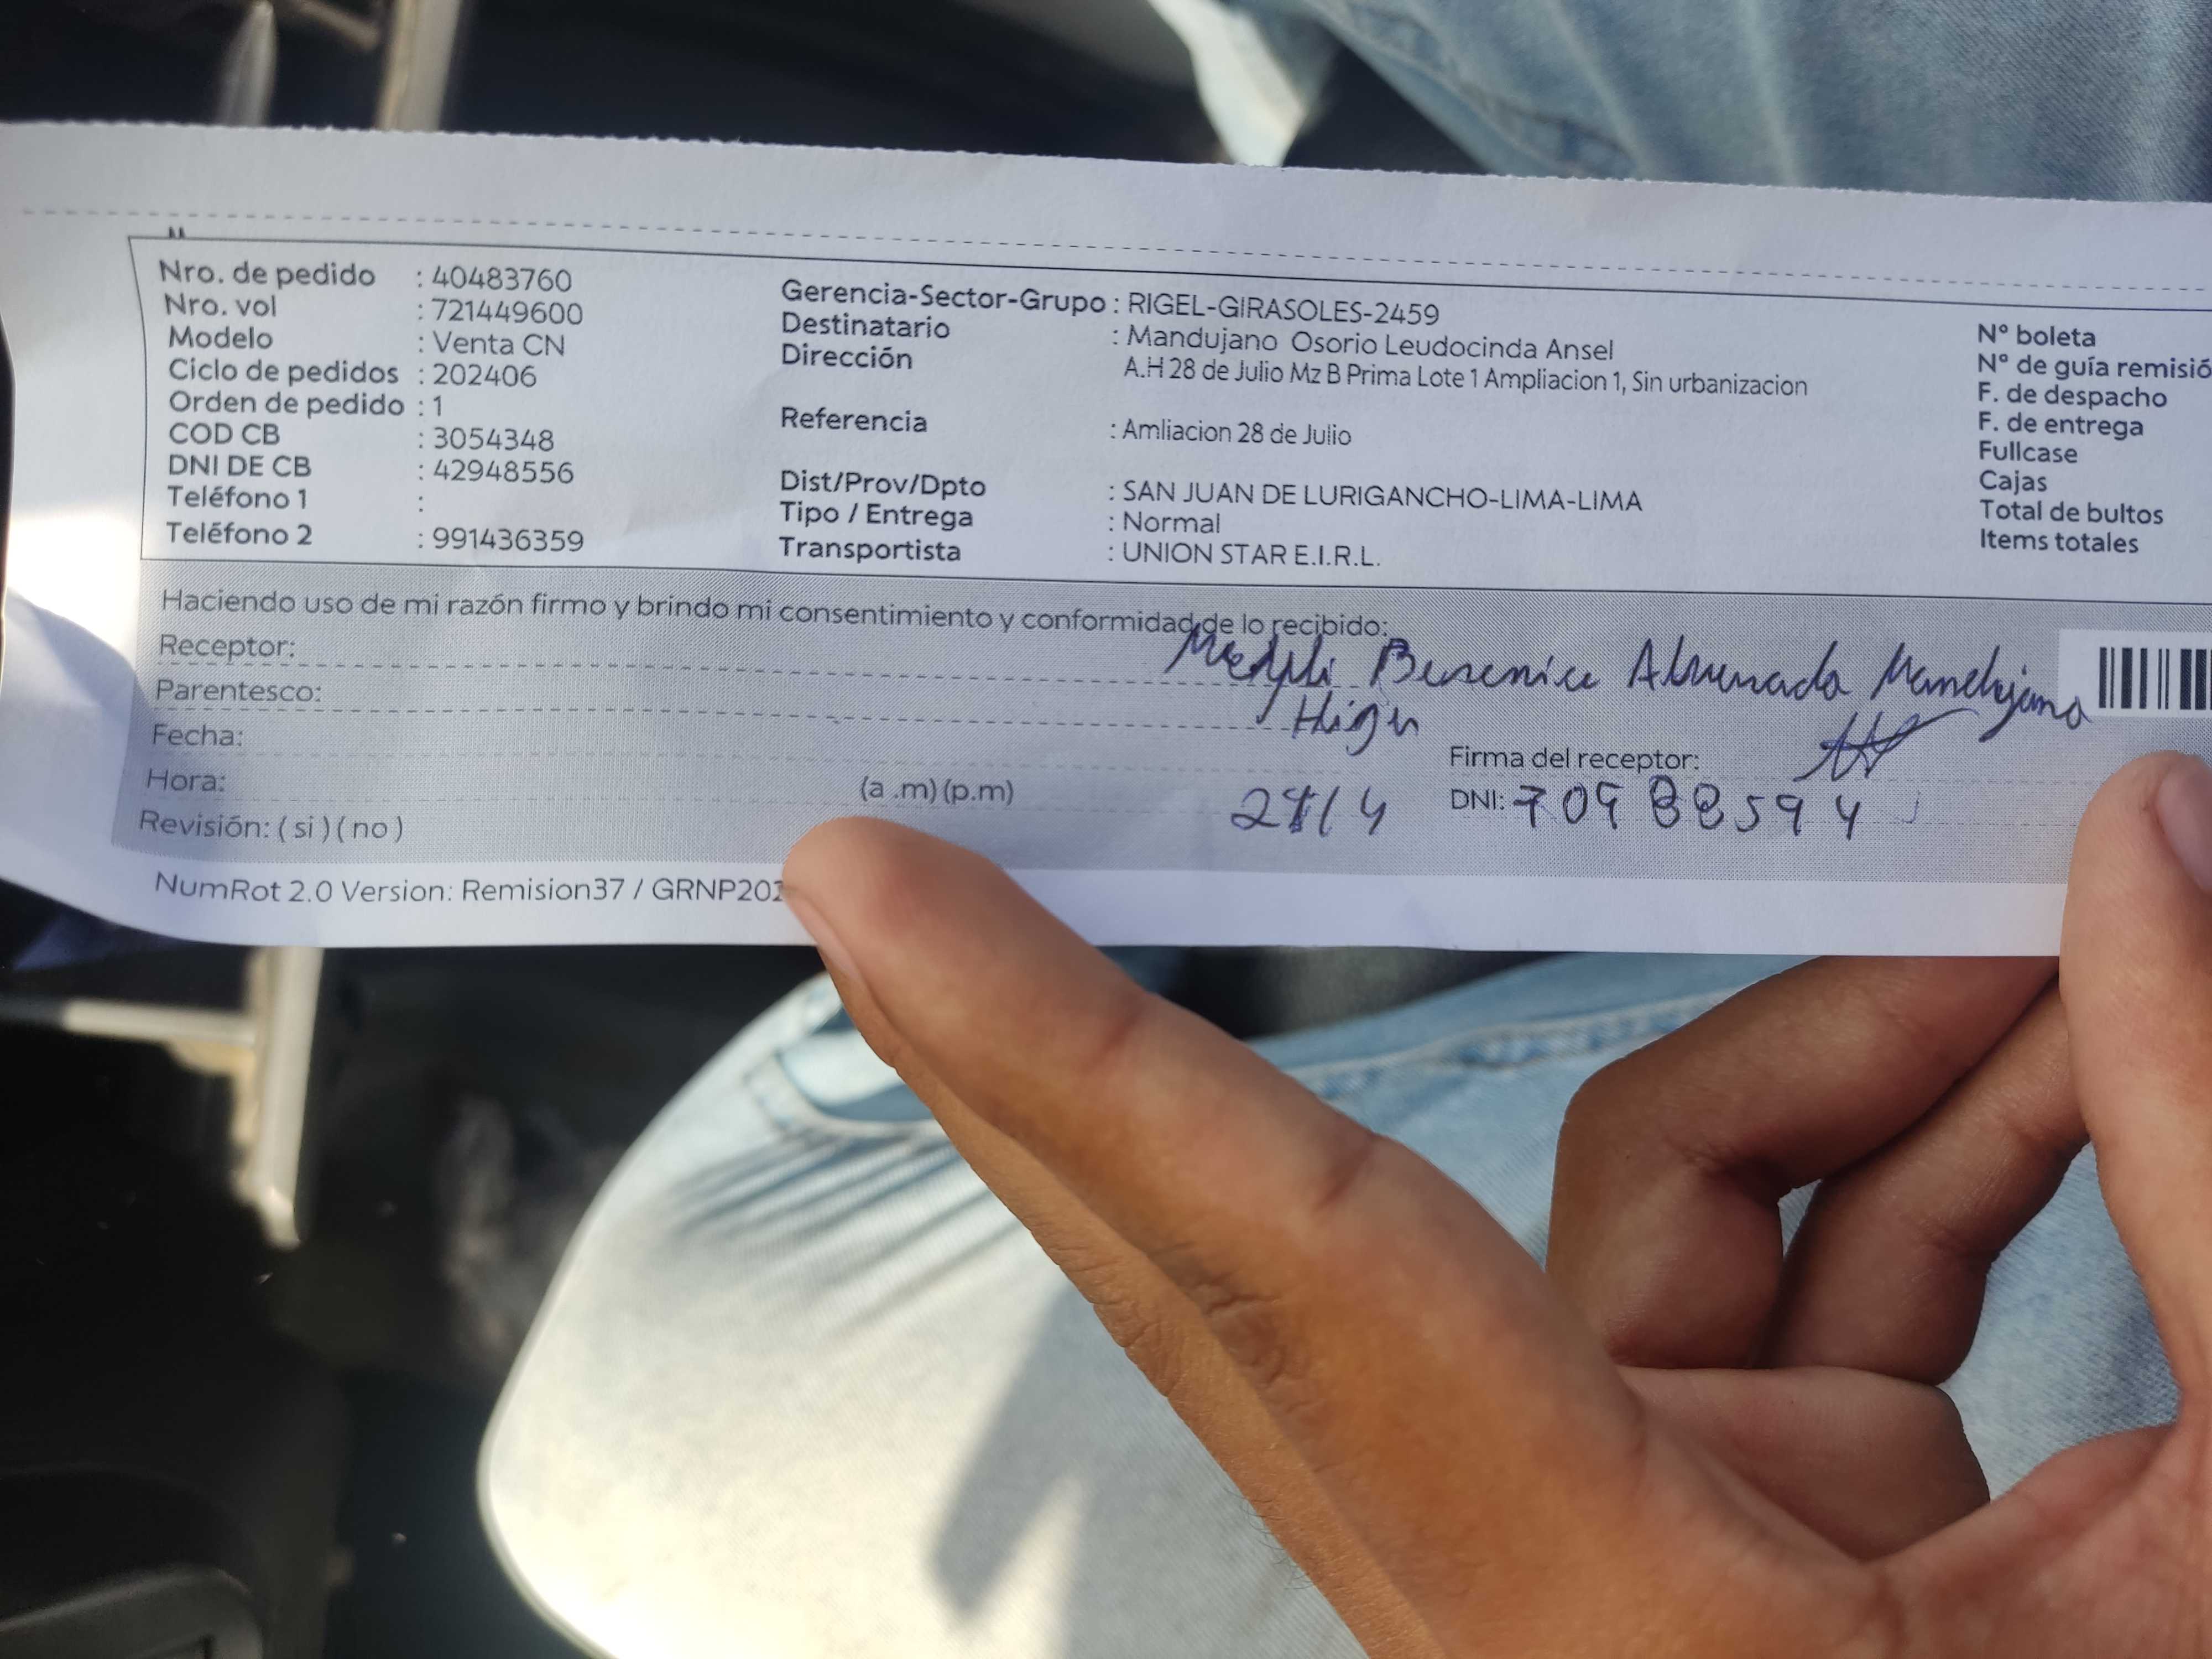 Nro. de pedido : 40483760
Nro. vol : 721449600
Modelo : Venta CN
Ciclo de pedidos : 202406
Orden de pedido : 1
COD CB : 3054348
DNI DE CB : 42948556
Teléfono 1 :
Teléfono 2 : 991436359
Gerencia-Sector-Grupo : RIGEL-GIRASOLES-2459
Destinatario : Mandujano Osorio Leudocinda Ansel
Dirección A.H 28 de Julio Mz B Prima Lote 1 Ampliacion 1, Sin urbanizacion
Referencia : Amliacion 28 de Julio
Dist/Prov/Dpto : SAN JUAN DE LURIGANCHO-LIMA-LIMA
Tipo / Entrega : Normal
Transportista : UNION STAR E.I.R.L.
N° boleta
N° de guía remisió
F. de despacho
F. de entrega
Fullcase
Cajas
Total de bultos
Items totales
Haciendo uso de mi razón firmo y brindo mi consentimiento y conformidad de lo recibido:
Receptor: Berenice Mandujano
Parentesco:
Fecha:
Hora: (a .m) (p.m)
Revisión: ( si ) ( no )
Firma del receptor:
DNI:
NumRot 2.0 Version: Remision37 / GRNP202